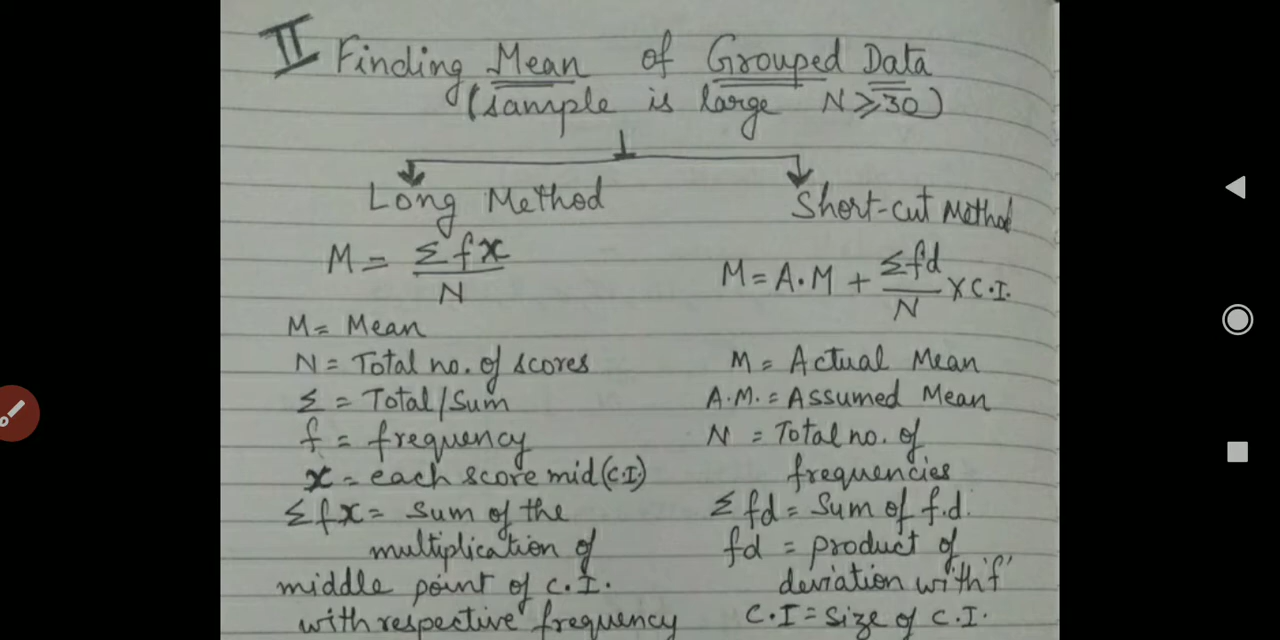 II Finding Mean of Grouped Data
(sample is large N ≥ 30)
Long Method
M = Σfx / N
M = Mean
N = Total no. of scores
Σ = Total/Sum
f = frequency
x = each score mid (C.I)
Σfx = Sum of the
multiplication of
middle point of C.I.
with respective frequency
Short-cut Method
M = A.M + Σfd / N × C.I.
M = Actual Mean
A.M. = Assumed Mean
N = Total no. of
frequencies
Σfd = Sum of f.d.
fd = product of
deviation with 'f'
C.I = Size of C.I.